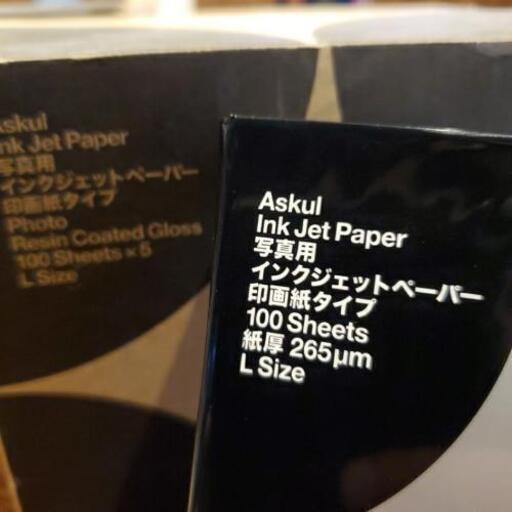 Askul
Ink Jet Paper
写真用
インクジェットペーパー
印画紙タイプ
Photo
Resin Coated Gloss
100 Sheets × 5
L Size
Askul
Ink Jet Paper
写真用
インクジェットペーパー
印画紙タイプ
100 Sheets
紙厚 265μm
L Size